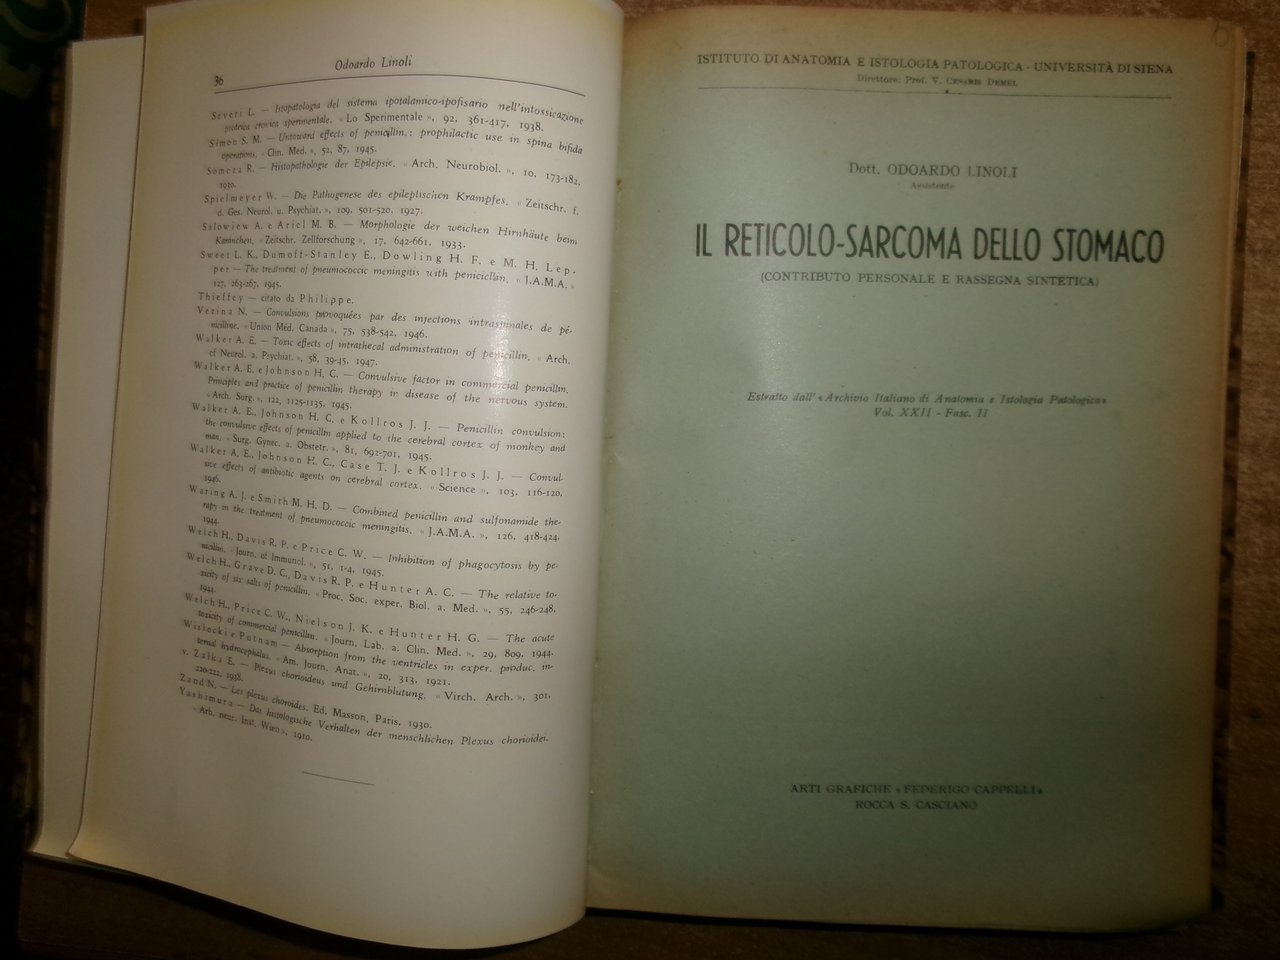 36
Odoardo Linoli
Severi L. — Istopatologia del sistema ipotalamico-ipofisario nell'intossicazione
proteica cronica sperimentale. « Lo Sperimentale », 92, 361-417, 1938.
Simon S. M. — Untoward effects of penicillin.: prophilactic use in spina bifida
operations. « Clin. Med. », 52, 87, 1945.
Somoza R. — Histopathologie der Epilepsie. « Arch. Neurobiol. », 10, 173-182,
1930.
Spielmeyer W. — Die Pathogenese des epileptischen Krampfes. « Zeitschr. f.
d. Ges. Neurol. u. Psychiat. », 109, 501-520, 1927.
Salowiew A. e Ariel M. B. — Morphologie der weichen Hirnhäute beim
Kaninchen. « Zeitschr. Zellforschung », 17, 642-661, 1933.
Sweet L. K., Dumoff-Stanley E., Dowling H. F. e M. H. Lep-
per — The treatment of pneumococcic meningitis with penicicllin. « J.A.M.A. »
127, 263-267, 1945.
Thieffey — citato da Philippe.
Vezina N. — Convulsions provoquées par des injections intraspinales de pé-
nicilline. « Union Méd. Canada », 75, 538-542, 1946.
Walker A. E. — Toxic effects of intrathecal administration of penicillin. « Arch.
of Neurol. a. Psychiat. », 58, 39-45, 1947.
Walker A. E. e Johnson H. C. — Convulsive factor in commercial penicillin.
Principles and practice of penicillin therapy in disease of the nervous system.
« Arch. Surg. », 122, 1125-1135, 1945.
Walker A. E., Johnson H. C. e Kollros J. J. — Penicillin convulsion:
the convulsive effects of penicillin applied to the cerebral cortex of monkey and
man. « Surg. Gynec. a. Obstetr. », 81, 692-701, 1945.
Walker A. E., Johnson H. C., Case T. J. e Kollros J. J. — Convul-
sive effects of antibiotic agents on cerebral cortex. « Science », 103, 116-120,
1946.
Waring A. J. e Smith M. H. D. — Combined penicillin and sulfonamide the-
rapy in the treatment of pneumococcic meningitis. « J.A.M.A. », 126, 418-424,
1944.
Welch H., Davis R. P. e Price C. W. — Inhibition of phagocytosis by pe-
nicillin. « Journ. of Immunol. », 51, 1-4, 1945.
Welch H., Grave D. C., Davis R. P. e Hunter A. C. — The relative to-
xicity of six salts of penicillin. « Proc. Soc. exper. Biol. a. Med. », 55, 246-248,
1944.
Welch H., Price C. W., Nielson J. K. e Hunter H. G. — The acute
toxicity of commercial penicillin. « Journ. Lab. a. Clin. Med. », 29, 809, 1944.
Wislocki e Putnam — Absorption from the ventricles in exper. produc. in-
ternal hydrocephalus. « Am. Journ. Anat. », 20, 313, 1921.
v. Zalka E. — Plexus chorioideus und Gehirnblutung. « Virch. Arch. », 301,
220-222, 1938.
Zand N. — Les plexus choroides. Ed. Masson, Paris, 1930.
Yashimura — Das histologische Verhalten der menschlichen Plexus chorioidei.
« Arb. neur. Inst. Wien », 1910.
ISTITUTO DI ANATOMIA E ISTOLOGIA PATOLOGICA - UNIVERSITÀ DI SIENA
Direttore: Prof. V. Cesaris Demel
Dott. ODOARDO LINOLI
Assistente
IL RETICOLO-SARCOMA DELLO STOMACO
(CONTRIBUTO PERSONALE E RASSEGNA SINTETICA)
Estratto dall' « Archivio Italiano di Anatomia e Istologia Patologica»
Vol. XXII - Fasc. II
ARTI GRAFICHE « FEDERIGO CAPPELLI»
ROCCA S. CASCIANO